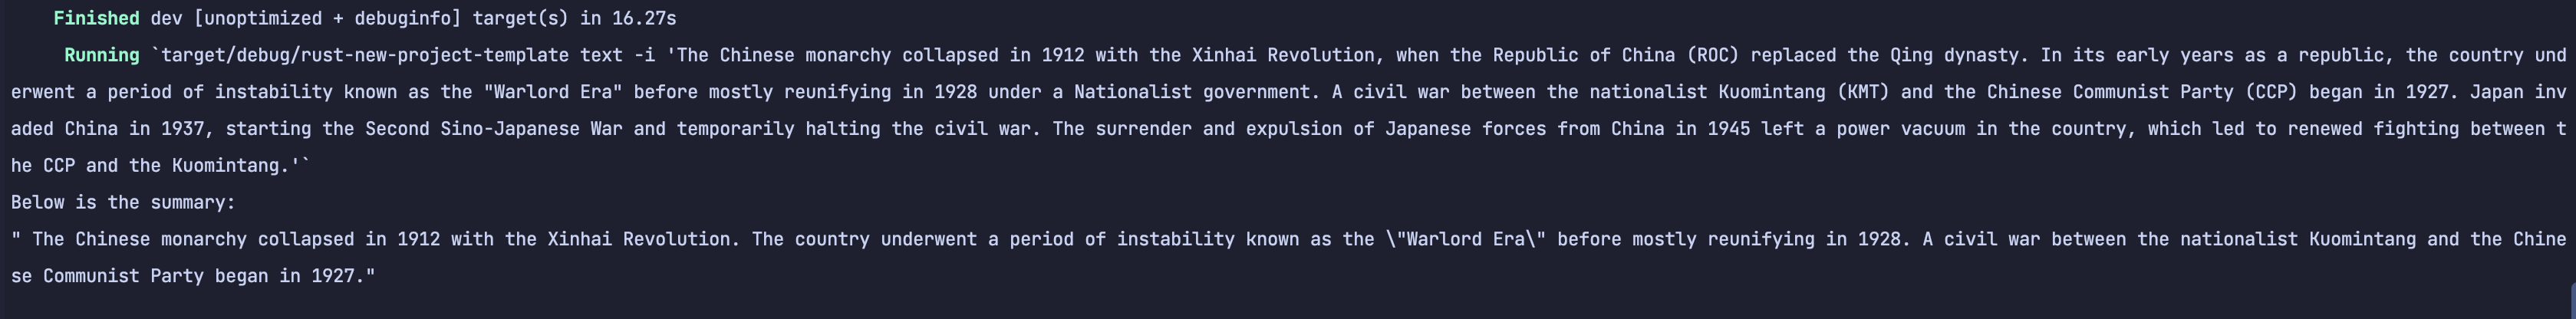 Finished dev [unoptimized + debuginfo] target(s) in 16.27s
Running `target/debug/rust-new-project-template text -i 'The Chinese monarchy collapsed in 1912 with the Xinhai Revolution, when the Republic of China (ROC) replaced the Qing dynasty. In its early years as a republic, the country und
erwent a period of instability known as the "Warlord Era" before mostly reunifying in 1928 under a Nationalist government. A civil war between the nationalist Kuomintang (KMT) and the Chinese Communist Party (CCP) began in 1927. Japan inv
aded China in 1937, starting the Second Sino-Japanese War and temporarily halting the civil war. The surrender and expulsion of Japanese forces from China in 1945 left a power vacuum in the country, which led to renewed fighting between t
he CCP and the Kuomintang.'`
Below is the summary:
" The Chinese monarchy collapsed in 1912 with the Xinhai Revolution. The country underwent a period of instability known as the \"Warlord Era\" before mostly reunifying in 1928. A civil war between the nationalist Kuomintang and the Chine
se Communist Party began in 1927."